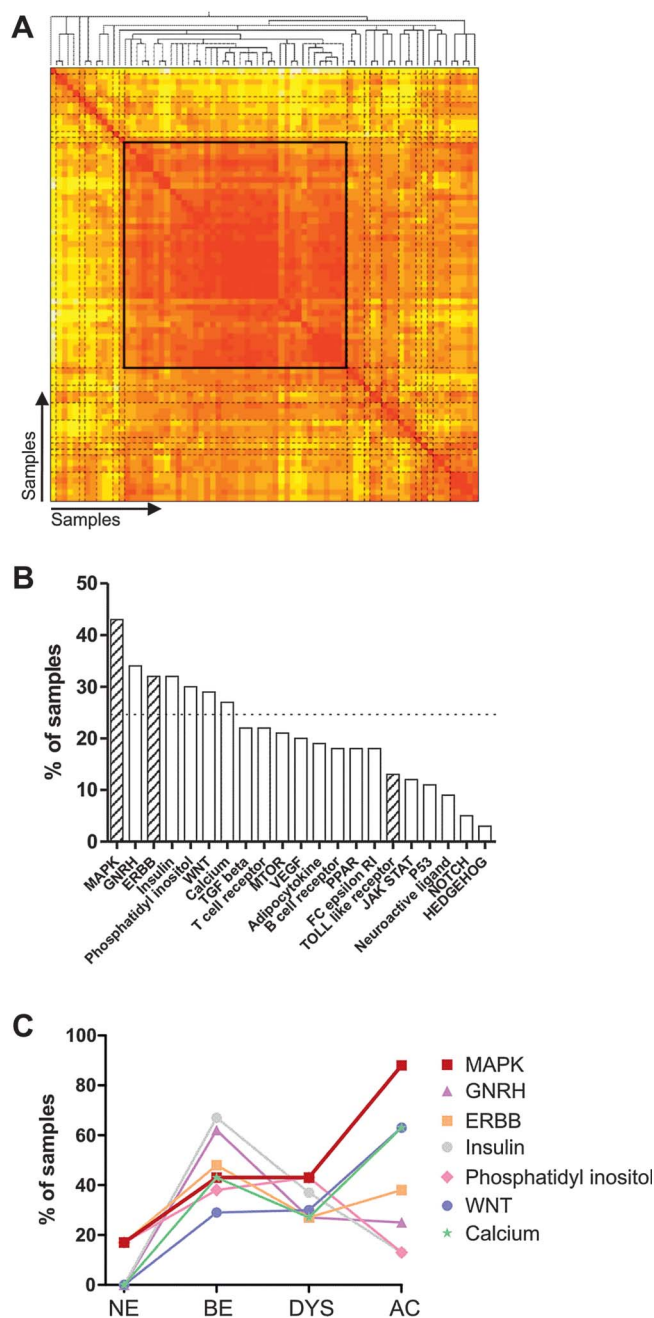 A
Samples
Samples
B
% of samples
50
40
30
20
10
0
MAPK
GNRH
ERBB
Insulin
Phosphatidyl inositol
WNT
Calcium
TGF beta
T cell receptor
MTOR
VEGF
Adipocytokine
B cell receptor
PPAR
FC epsilon RI
TOLL like receptor
JAK STAT
P53
Neuroactive ligand
NOTCH
HEDGEHOG
C
% of samples
100
80
60
40
20
0
NE BE DYS AC
MAPK
GNRH
ERBB
Insulin
Phosphatidyl inositol
WNT
Calcium